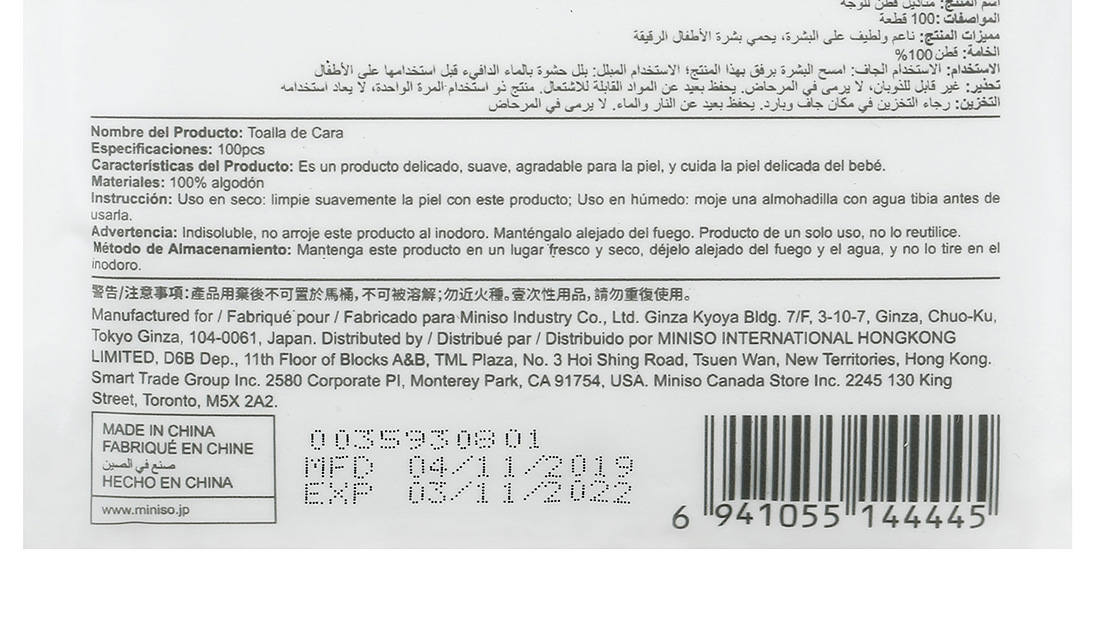 اسم المنتج: مناديل قطن للوجه
المواصفات :100 قطعة
مميزات المنتج: ناعم ولطيف على البشرة، يحمي بشرة الأطفال الرقيقة
الخامة: قطن 100%
الاستخدام: الاستخدام الجاف: امسح البشرة برفق بهذا المنتج؛ الاستخدام المبلل: بلل حشوة بالماء الدافيء قبل استخدامها على الأطفال
تحذير: غير قابل للذوبان، لا يرمى في المرحاض. يحفظ بعيد عن المواد القابلة للاشتعال. منتج ذو استخدام المرة الواحدة، لا يعاد استخدامه
التخزين: رجاء التخزين في مكان جاف وبارد. يحفظ بعيد عن النار والماء. لا يرمى في المرحاض
Nombre del Producto: Toalla de Cara
Especificaciones: 100pcs
Características del Producto: Es un producto delicado, suave, agradable para la piel, y cuida la piel delicada del bebé.
Materiales: 100% algodón
Instrucción: Uso en seco: limpie suavemente la piel con este producto; Uso en húmedo: moje una almohadilla con agua tibia antes de
usarla.
Advertencia: Indisoluble, no arroje este producto al inodoro. Manténgalo alejado del fuego. Producto de un solo uso, no lo reutilice.
Método de Almacenamiento: Mantenga este producto en un lugar fresco y seco, déjelo alejado del fuego y el agua, y no lo tire en el
inodoro.
警告/注意事項:產品用棄後不可置於馬桶,不可被溶解;勿近火種。壹次性用品,請勿重復使用。
Manufactured for / Fabriqué pour / Fabricado para Miniso Industry Co., Ltd. Ginza Kyoya Bldg. 7/F, 3-10-7, Ginza, Chuo-Ku,
Tokyo Ginza, 104-0061, Japan. Distributed by / Distribué par / Distribuido por MINISO INTERNATIONAL HONGKONG
LIMITED, D6B Dep., 11th Floor of Blocks A&B, TML Plaza, No. 3 Hoi Shing Road, Tsuen Wan, New Territories, Hong Kong.
Smart Trade Group Inc. 2580 Corporate Pl, Monterey Park, CA 91754, USA. Miniso Canada Store Inc. 2245 130 King
Street, Toronto, M5X 2A2.
MADE IN CHINA
FABRIQUÉ EN CHINE
صنع في الصين
HECHO EN CHINA
www.miniso.jp
0035930801
MFD 04/11/2019
EXP 03/11/2022
6 941055 144445